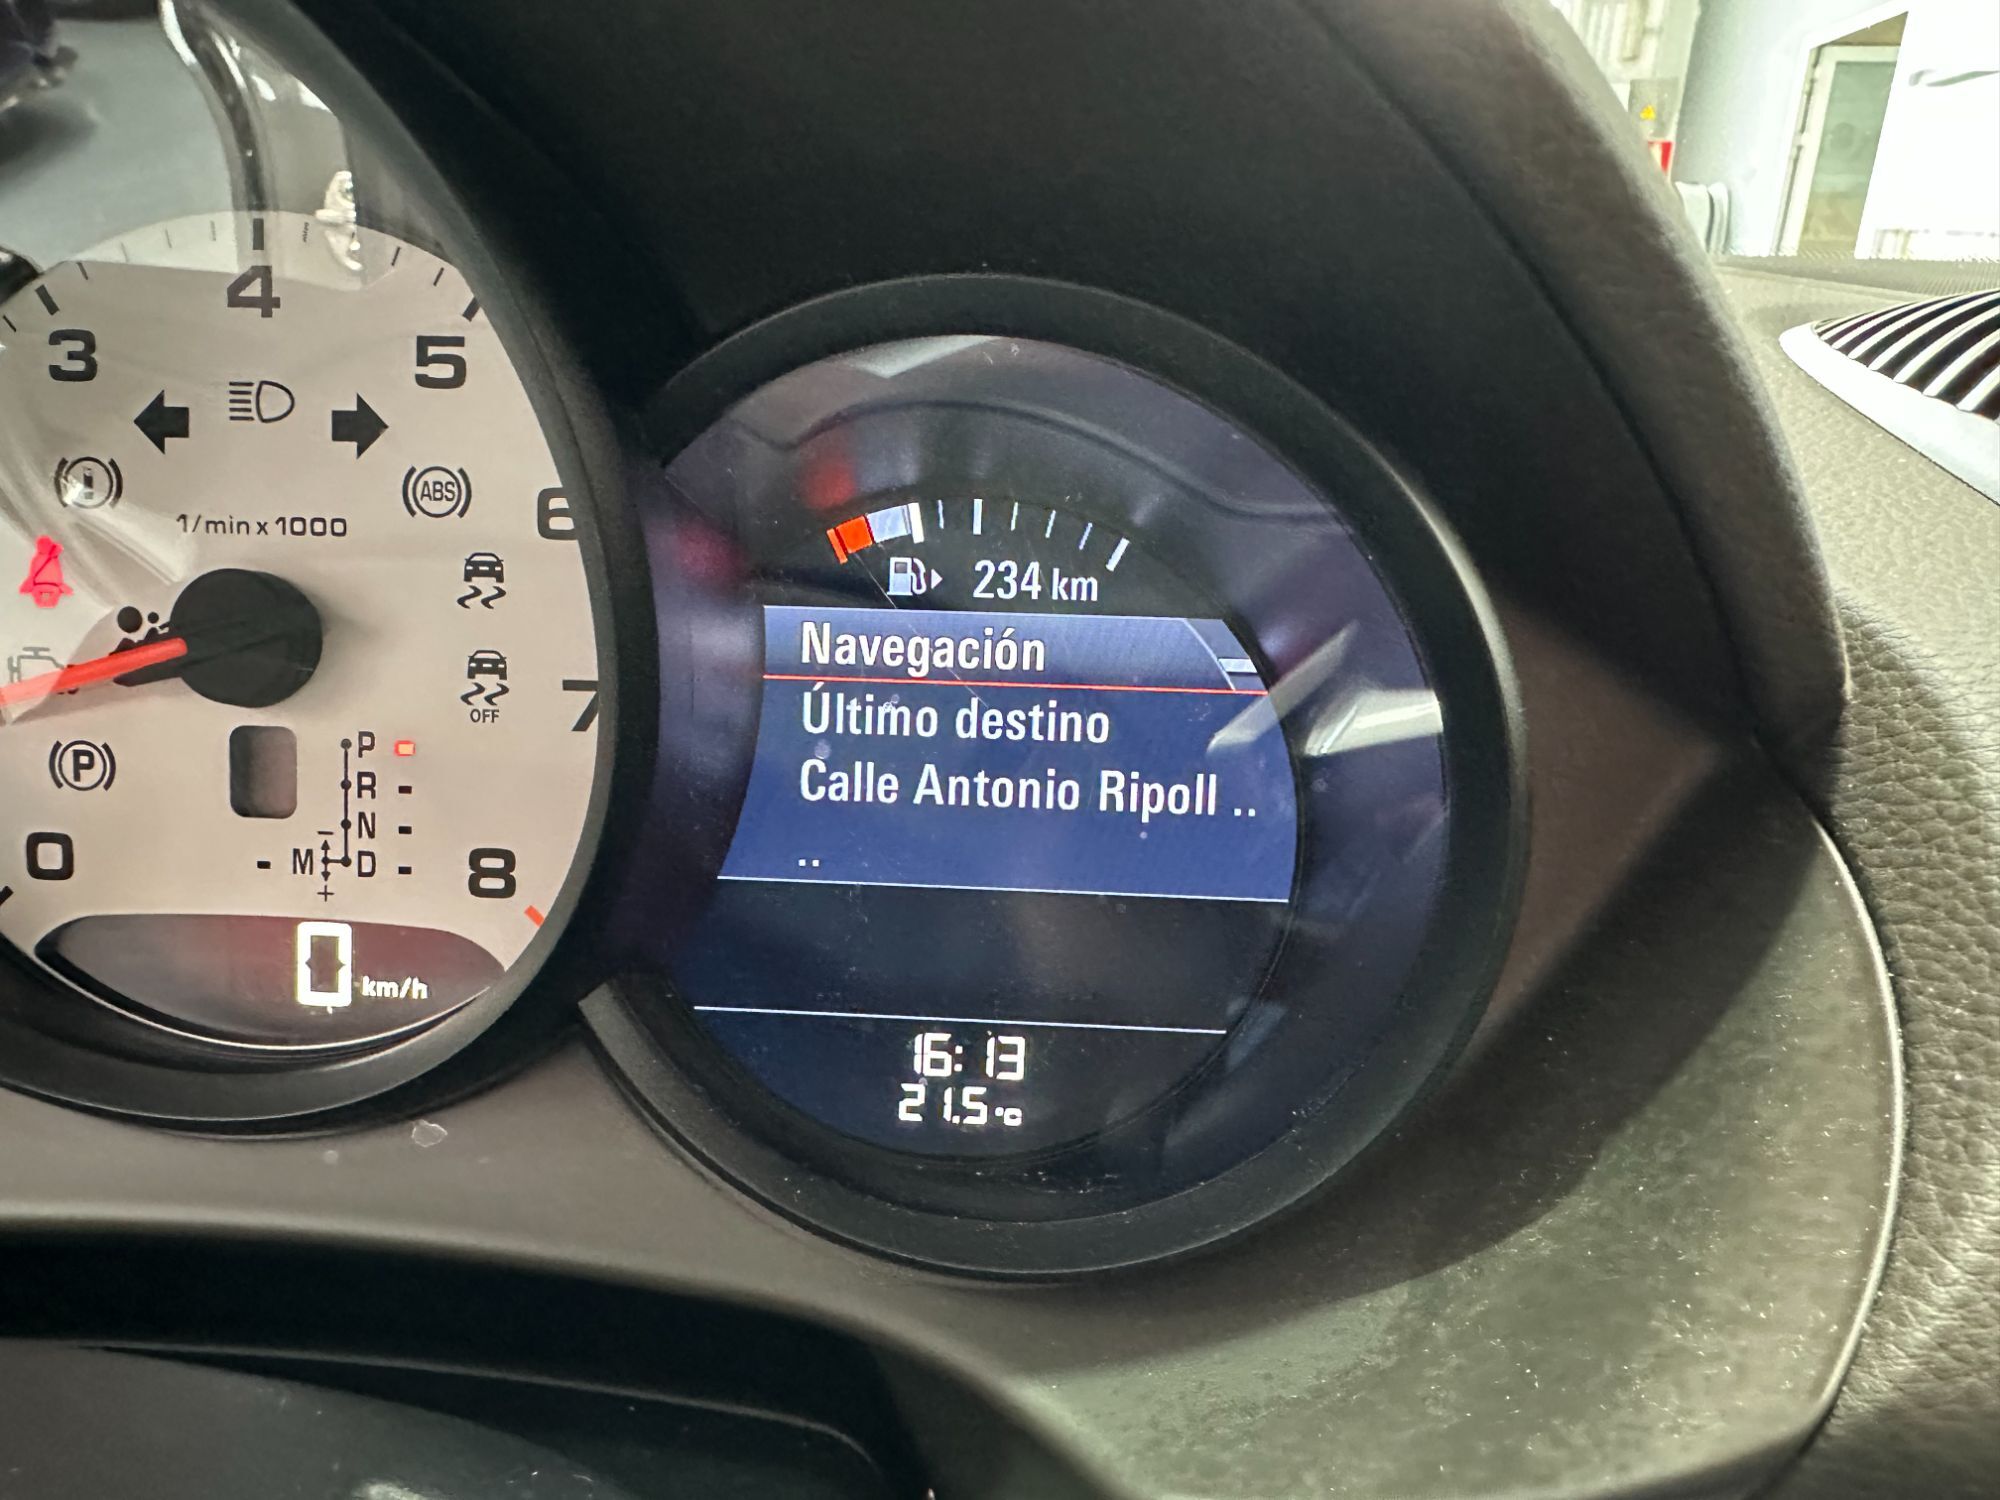 3
4
5
6
7
8
0
ABS
1/min x 1000
OFF
P
P
R
N
M D
-
+
0 km/h
234 km
Navegación
Último destino
Calle Antonio Ripoll ..
..
16:13
21.5 °C